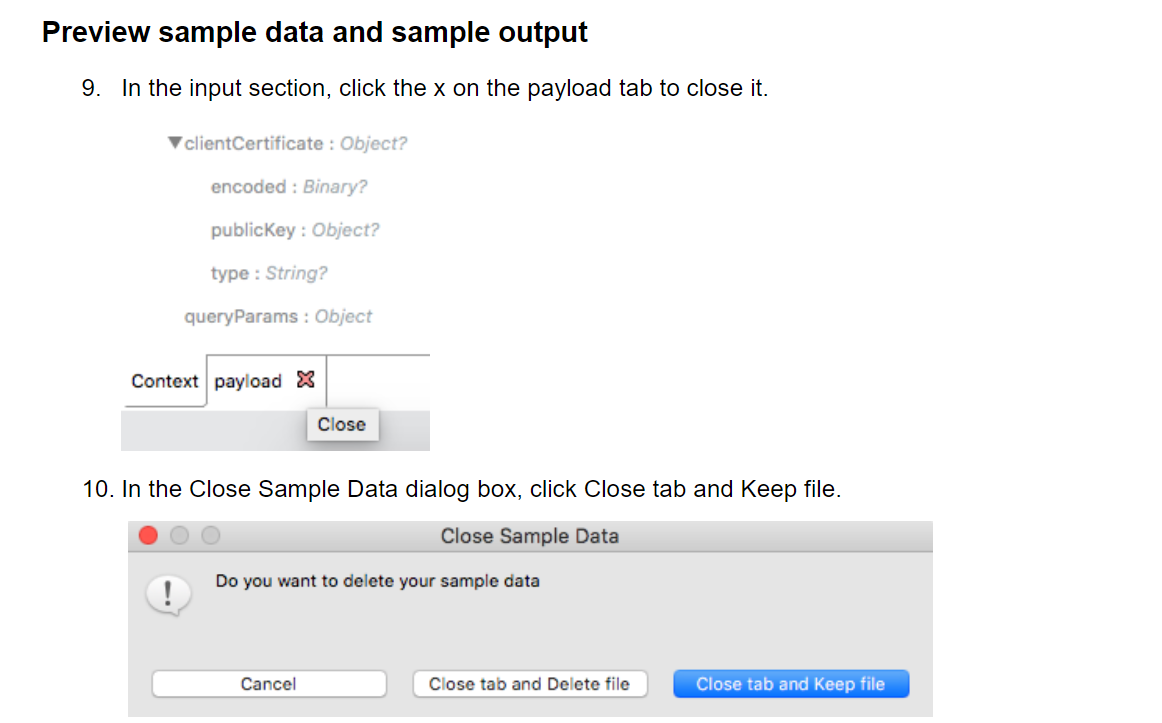 Preview sample data and sample output
9. In the input section, click the x on the payload tab to close it.
▼clientCertificate : Object?
encoded : Binary?
publicKey : Object?
type : String?
queryParams : Object
Context payload
Close
10. In the Close Sample Data dialog box, click Close tab and Keep file.
Close Sample Data
Do you want to delete your sample data
Cancel Close tab and Delete file Close tab and Keep file